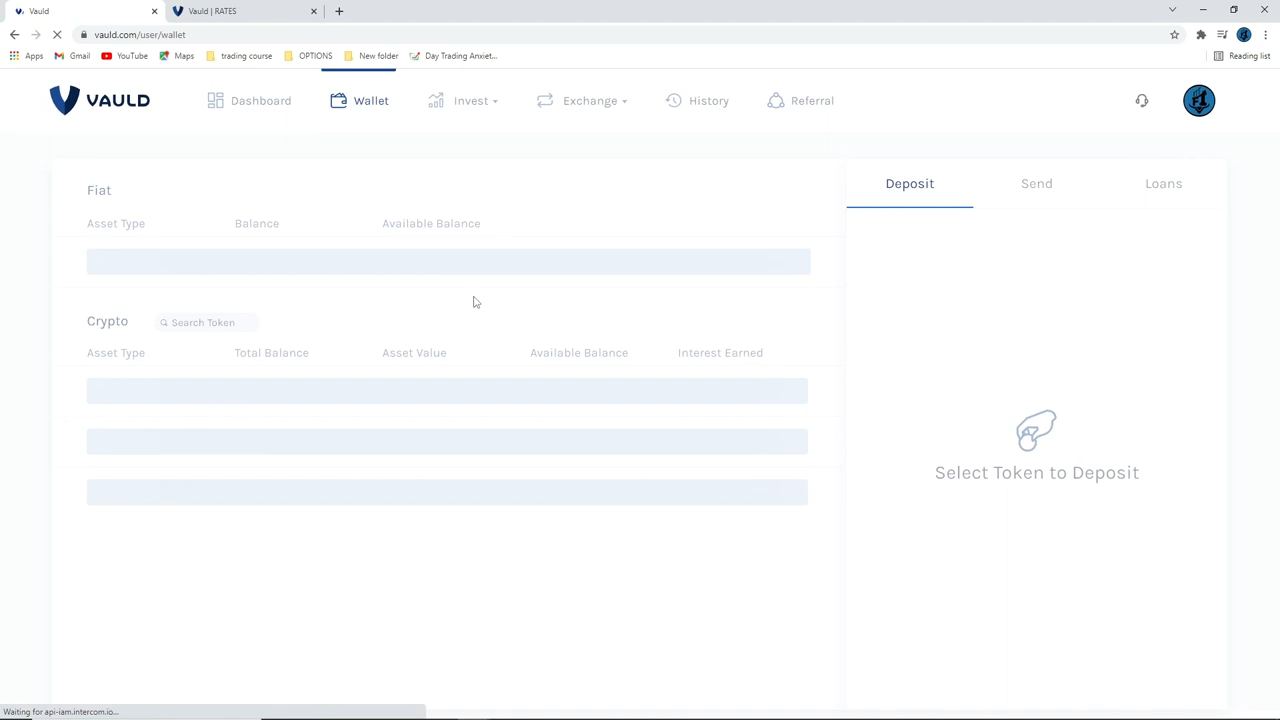 Vauld
Vauld | RATES
vauld.com/user/wallet
Apps
Gmail
YouTube
Maps
trading course
OPTIONS
New folder
Day Trading Anxiet...
Reading list
VAULD
Dashboard
Wallet
Invest
Exchange
History
Referral
Fiat
Asset Type
Balance
Available Balance
Crypto
Search Token
Asset Type
Total Balance
Asset Value
Available Balance
Interest Earned
Deposit
Send
Loans
Select Token to Deposit
Waiting for api-iam.intercom.io...